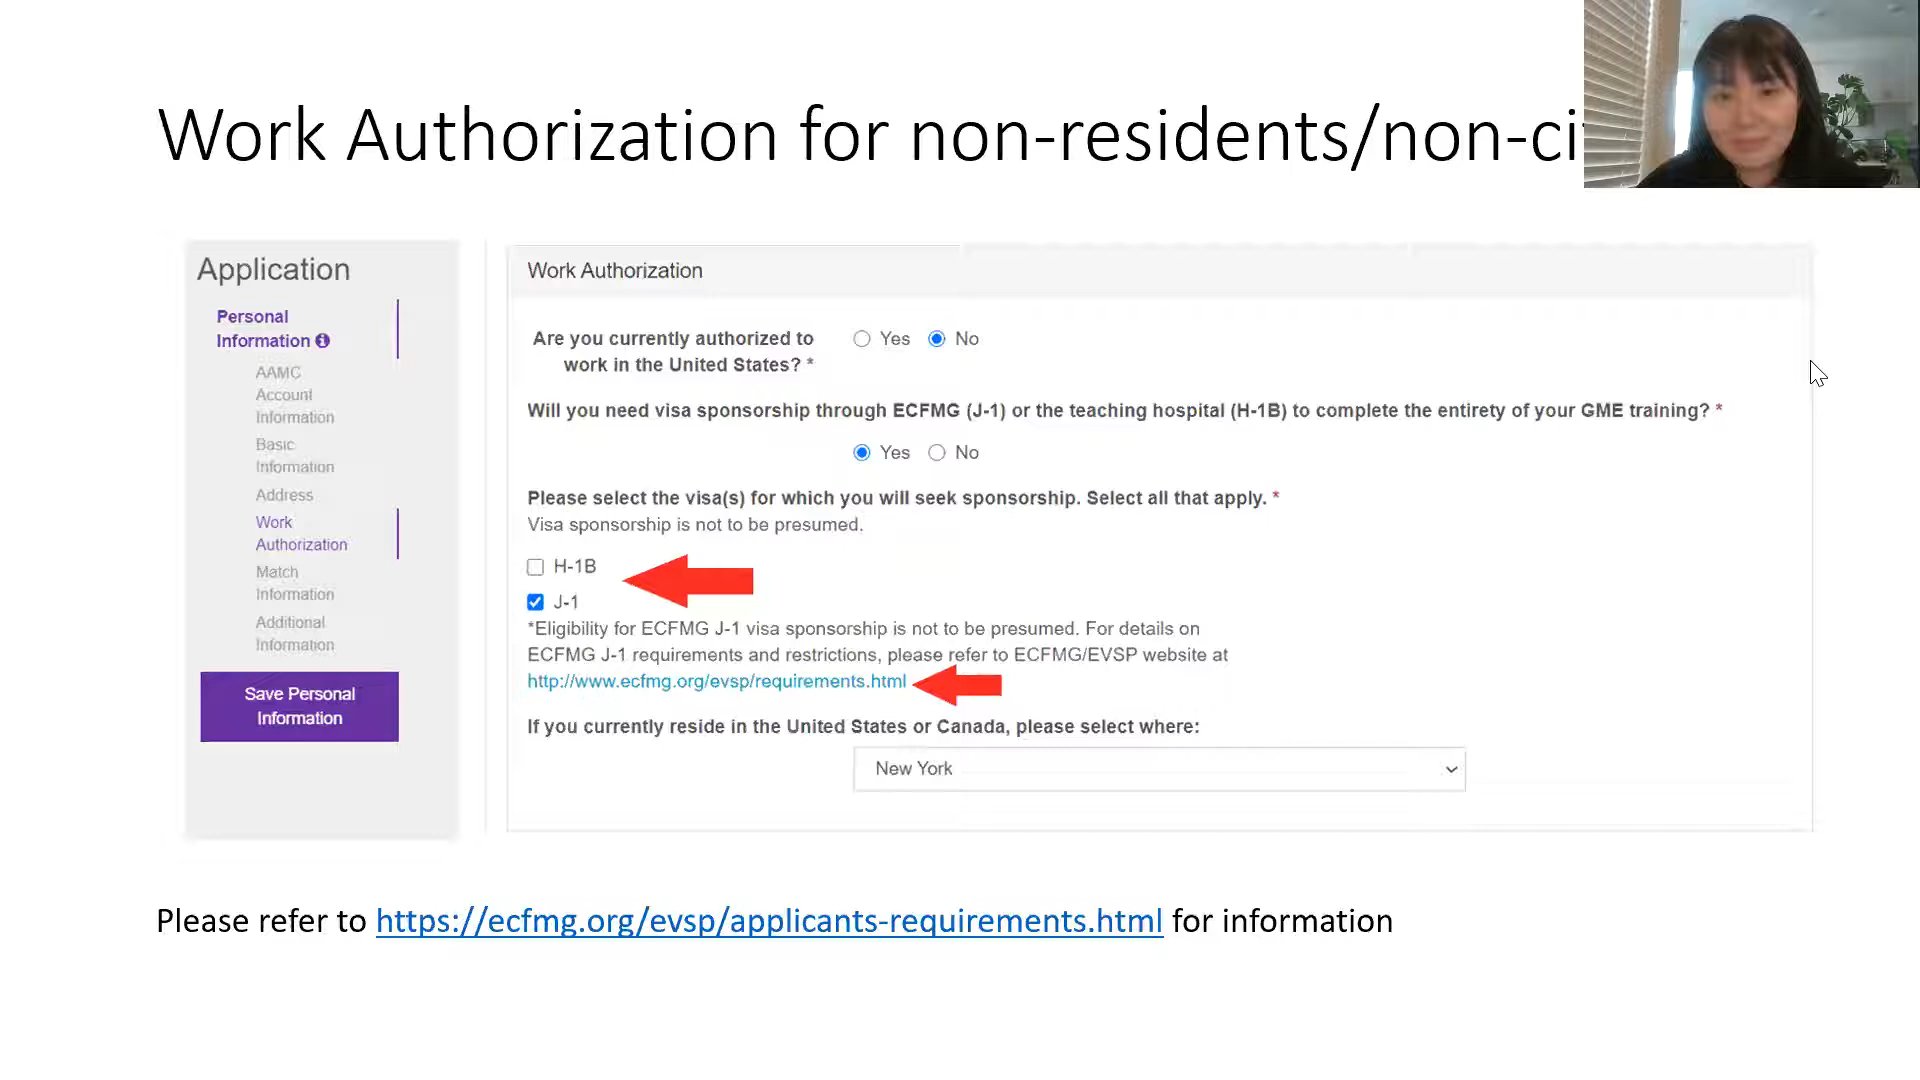 Work Authorization for non-residents/non-ci
Application
Personal
Information
AAMC
Account
Information
Basic
Information
Address
Work
Authorization
Match
Information
Additional
Information
Save Personal
Information
Work Authorization
Are you currently authorized to
work in the United States? *
Yes No
Will you need visa sponsorship through ECFMG (J-1) or the teaching hospital (H-1B) to complete the entirety of your GME training? *
Yes No
Please select the visa(s) for which you will seek sponsorship. Select all that apply. *
Visa sponsorship is not to be presumed.
H-1B
J-1
*Eligibility for ECFMG J-1 visa sponsorship is not to be presumed. For details on
ECFMG J-1 requirements and restrictions, please refer to ECFMG/EVSP website at
http://www.ecfmg.org/evsp/requirements.html
If you currently reside in the United States or Canada, please select where:
New York
Please refer to https://ecfmg.org/evsp/applicants-requirements.html for information